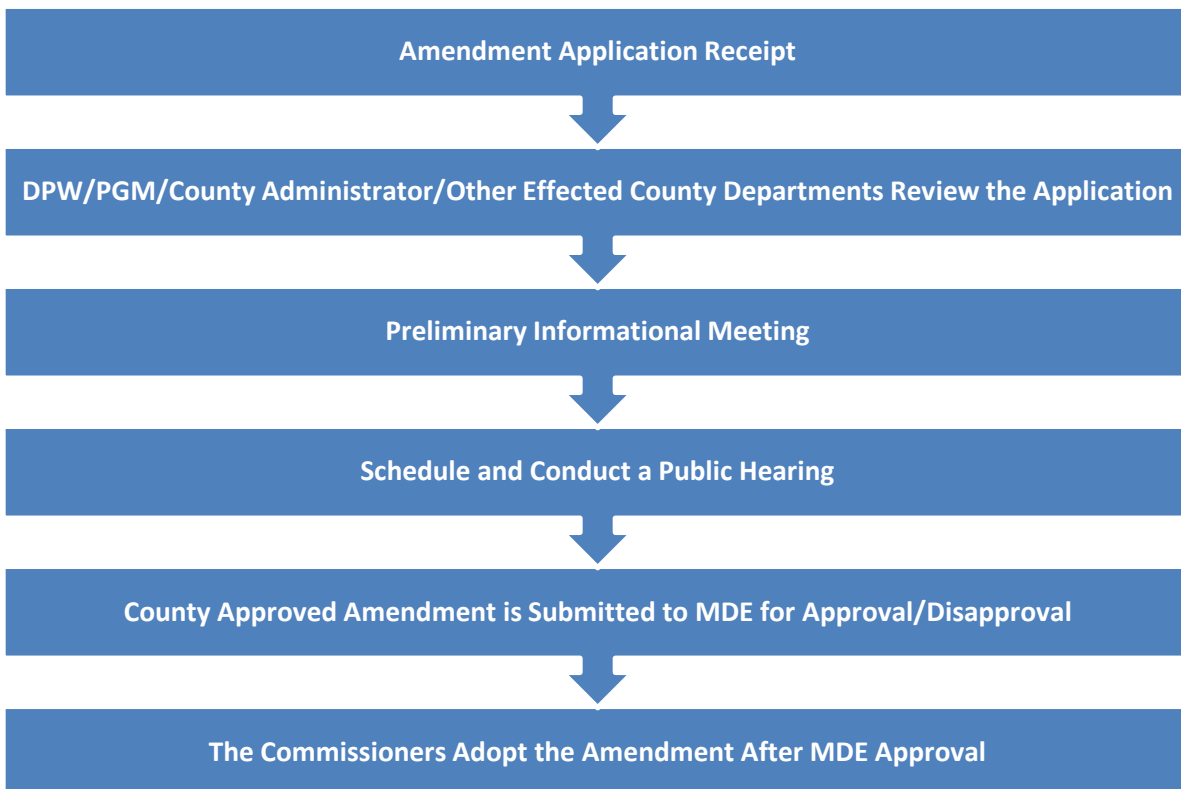 Amendment Application Receipt
DPW/PGM/County Administrator/Other Effected County Departments Review the Application
Preliminary Informational Meeting
Schedule and Conduct a Public Hearing
County Approved Amendment is Submitted to MDE for Approval/Disapproval
The Commissioners Adopt the Amendment After MDE Approval